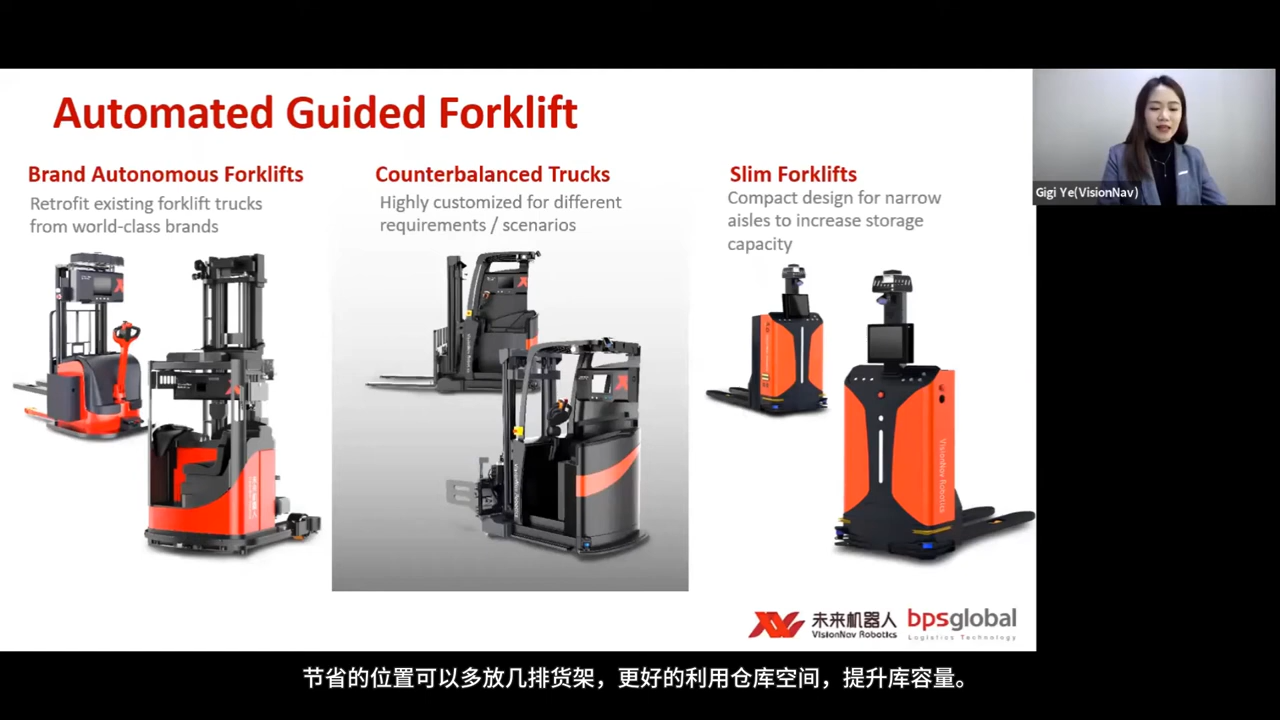 Automated Guided Forklift
Brand Autonomous Forklifts
Retrofit existing forklift trucks
from world-class brands
Counterbalanced Trucks
Highly customized for different
requirements / scenarios
Slim Forklifts
Compact design for narrow
aisles to increase storage
capacity
Gigi Ye(VisionNav)
VisionNav Robotics
未来机器人
VisionNav Robotics
bpsglobal
Logistics Technology
节省的位置可以多放几排货架，更好的利用仓库空间，提升库容量。